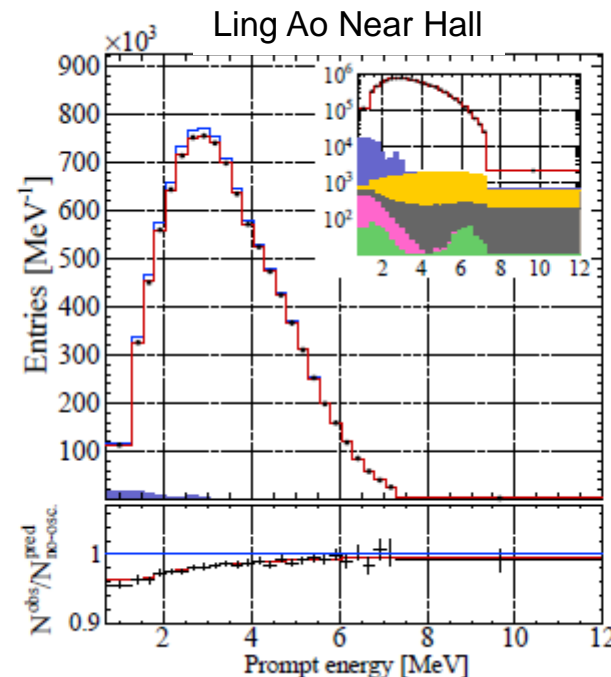 Ling Ao Near Hall
×10³
900
800
700
600
500
400
300
200
100
Entries [MeV⁻¹]
10⁶
10⁵
10⁴
10³
10²
2 4 6 8 10 12
1
0.9
N^obs/N^pred_no-osc.
2 4 6 8 10 12
Prompt energy [MeV]